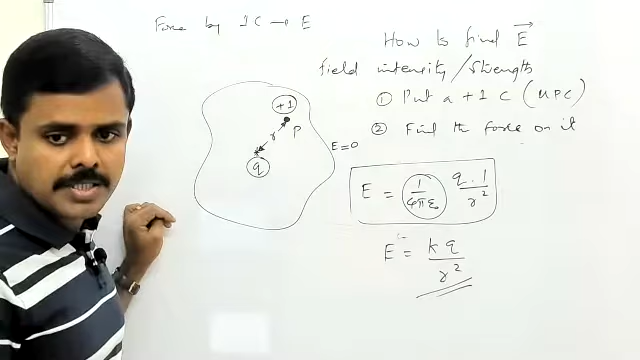 Force by 1C → E
How to find E⃗
Field intensity/strength
① Put a +1 C (UPC)
② Find the force on it
+1
P
r
q
E=0
E = 1/4πε₀ q.1/r²
E = kq/r²